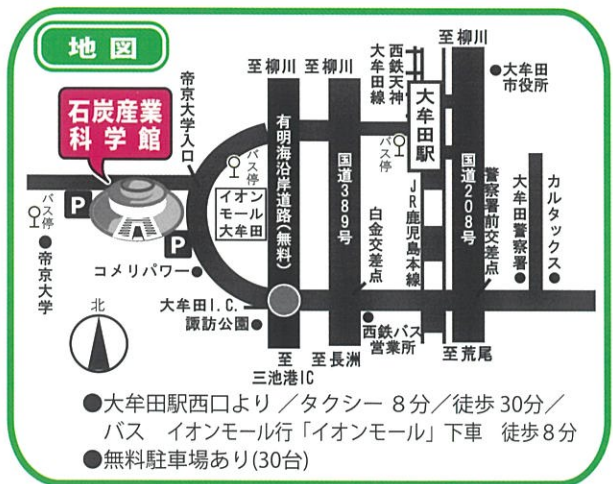 地図
至柳川
至柳川
西鉄天神大牟田線
至柳川
大牟田市役所
帝京大学入口
石炭産業科学館
有明海沿岸道路(無料)
国道389号
大牟田駅
国道208号
バス停
バス停
バス停
P
P
イオンモール大牟田
JR鹿児島本線
白金交差点
警察署前交差点
大牟田警察署
カルタックス
帝京大学
コメリパワー
大牟田I.C.
諏訪公園
北
西鉄バス営業所
至三池港IC
至長洲
至荒尾
●大牟田駅西口より／タクシー 8分／徒歩 30分／
バス イオンモール行「イオンモール」下車 徒歩8分
●無料駐車場あり(30台)